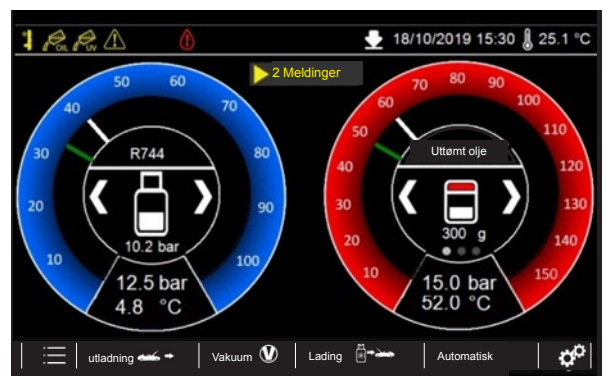 OIL UV 18/10/2019 15:30 25.1 °C
2 Meldinger
10 20 30 40 50 60 70 80 90 100
R744
10.2 bar
12.5 bar
4.8 °C
10 20 30 40 50 60 70 80 90 100 110 120 130 140 150
Uttømt olje
300 g
15.0 bar
52.0 °C
utladning Vakuum V Lading Automatisk